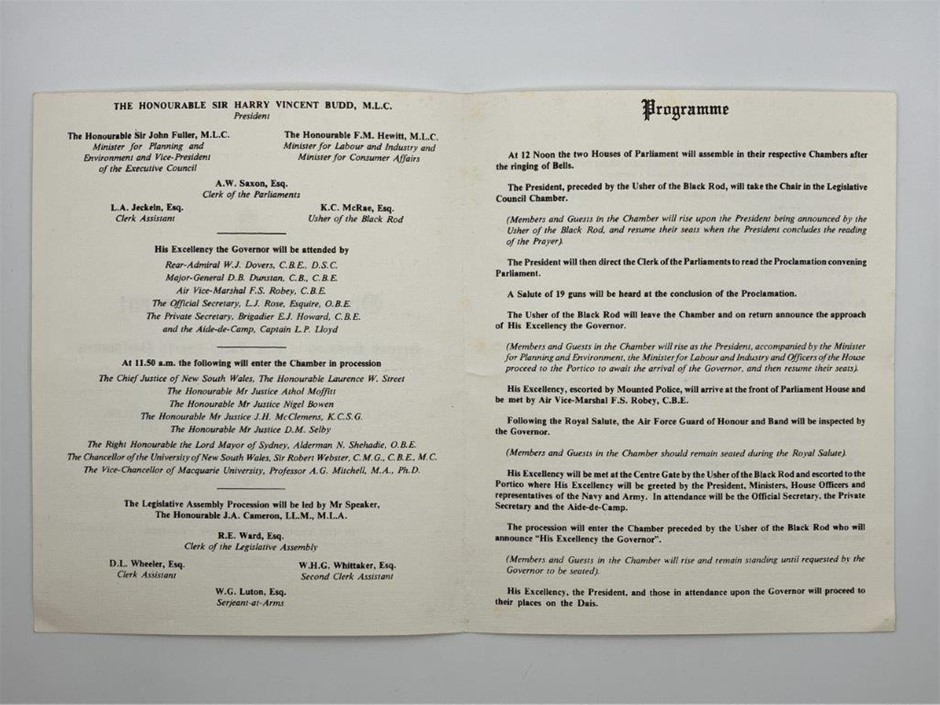 THE HONOURABLE SIR HARRY VINCENT BUDD, M.L.C.
President
The Honourable Sir John Fuller, M.L.C.
Minister for Planning and
Environment and Vice-President
of the Executive Council
The Honourable F.M. Hewitt, M.L.C.
Minister for Labour and Industry and
Minister for Consumer Affairs
A.W. Saxon, Esq.
Clerk of the Parliaments
L.A. Jeckeln, Esq.
Clerk Assistant
K.C. McRae, Esq.
Usher of the Black Rod
His Excellency the Governor will be attended by
Rear-Admiral W.J. Dovers, C.B.E., D.S.C.
Major-General D.B. Dunstan, C.B., C.B.E.
Air Vice-Marshal F.S. Robey, C.B.E.
The Official Secretary, L.J. Rose, Esquire, O.B.E.
The Private Secretary, Brigadier E.J. Howard, C.B.E.
and the Aide-de-Camp, Captain L.P. Lloyd
At 11.50 a.m. the following will enter the Chamber in procession
The Chief Justice of New South Wales, The Honourable Laurence W. Street
The Honourable Mr Justice Athol Moffitt
The Honourable Mr Justice Nigel Bowen
The Honourable Mr Justice J.H. McClemens, K.C.S.G.
The Honourable Mr Justice D.M. Selby
The Right Honourable the Lord Mayor of Sydney, Alderman N. Shehadie, O.B.E.
The Chancellor of the University of New South Wales, Sir Robert Webster, C.M.G., C.B.E., M.C.
The Vice-Chancellor of Macquarie University, Professor A.G. Mitchell, M.A., Ph.D.
The Legislative Assembly Procession will be led by Mr Speaker,
The Honourable J.A. Cameron, LL.M., M.L.A.
R.E. Ward, Esq.
Clerk of the Legislative Assembly
D.L. Wheeler, Esq.
Clerk Assistant
W.H.G. Whittaker, Esq.
Second Clerk Assistant
W.G. Luton, Esq.
Serjeant-at-Arms
Programme
At 12 Noon the two Houses of Parliament will assemble in their respective Chambers after
the ringing of Bells.
The President, preceded by the Usher of the Black Rod, will take the Chair in the Legislative
Council Chamber.
(Members and Guests in the Chamber will rise upon the President being announced by the
Usher of the Black Rod, and resume their seats when the President concludes the reading
of the Prayer).
The President will then direct the Clerk of the Parliaments to read the Proclamation convening
Parliament.
A Salute of 19 guns will be heard at the conclusion of the Proclamation.
The Usher of the Black Rod will leave the Chamber and on return announce the approach
of His Excellency the Governor.
(Members and Guests in the Chamber will rise as the President, accompanied by the Minister
for Planning and Environment, the Minister for Labour and Industry and Officers of the House
proceed to the Portico to await the arrival of the Governor, and then resume their seats).
His Excellency, escorted by Mounted Police, will arrive at the front of Parliament House and
be met by Air Vice-Marshal F.S. Robey, C.B.E.
Following the Royal Salute, the Air Force Guard of Honour and Band will be inspected by
the Governor.
(Members and Guests in the Chamber should remain seated during the Royal Salute).
His Excellency will be met at the Centre Gate by the Usher of the Black Rod and escorted to the
Portico where His Excellency will be greeted by the President, Ministers, House Officers and
representatives of the Navy and Army. In attendance will be the Official Secretary, the Private
Secretary and the Aide-de-Camp.
The procession will enter the Chamber preceded by the Usher of the Black Rod who will
announce "His Excellency the Governor".
(Members and Guests in the Chamber will rise and remain standing until requested by the
Governor to be seated).
His Excellency, the President, and those in attendance upon the Governor will proceed to
their places on the Dais.